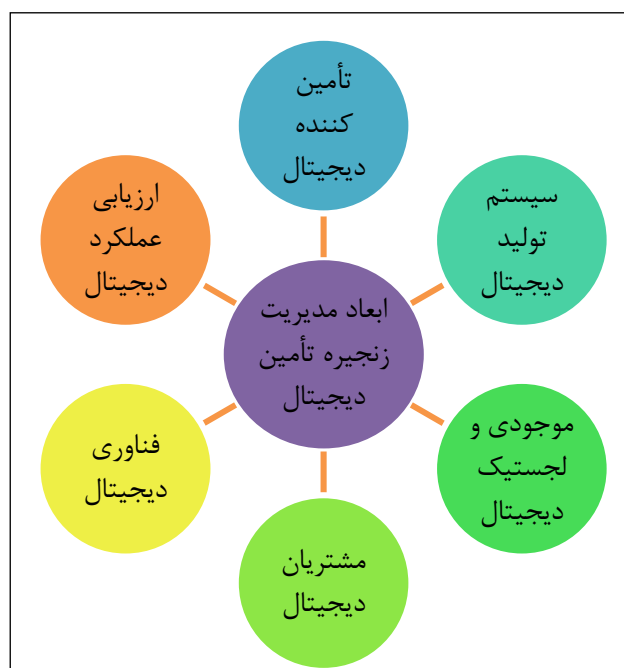 تأمین
کننده
دیجیتال
سیستم
تولید
دیجیتال
موجودی و
لجستیک
دیجیتال
مشتریان
دیجیتال
فناوری
دیجیتال
ارزیابی
عملکرد
دیجیتال
ابعاد مدیریت
زنجیره تأمین
دیجیتال